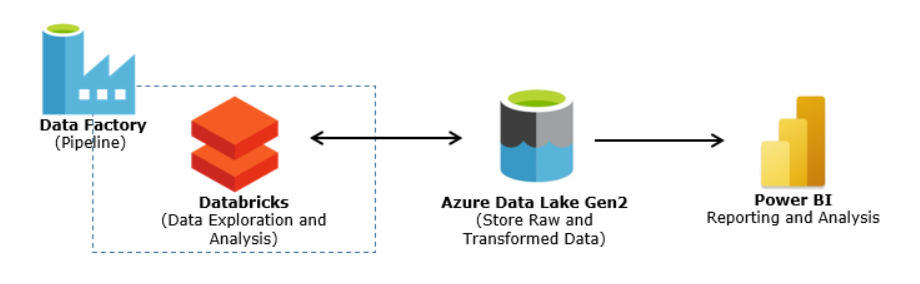 Data Factory
(Pipeline)
Databricks
(Data Exploration and
Analysis)
Azure Data Lake Gen2
(Store Raw and
Transformed Data)
Power BI
Reporting and Analysis